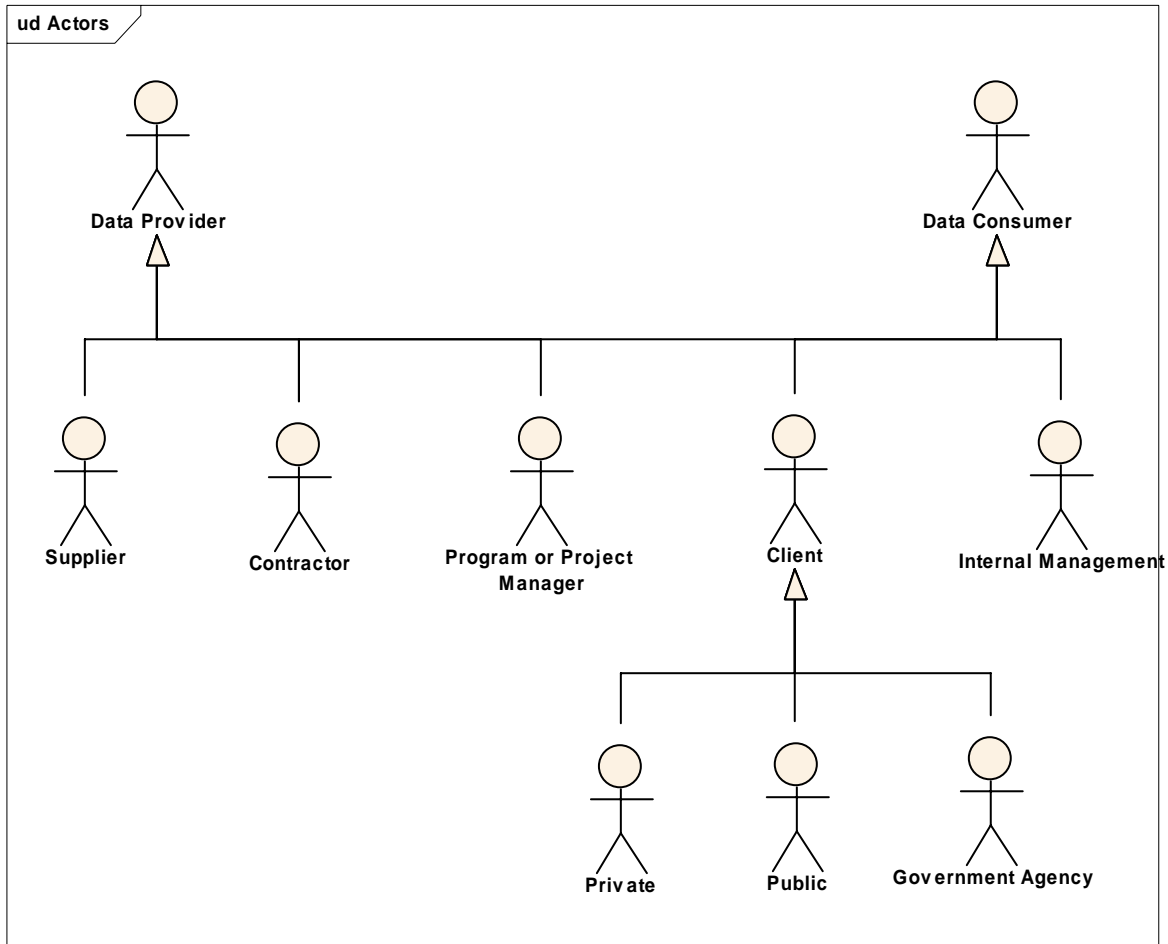 ud Actors
Data Provider
Data Consumer
Supplier
Contractor
Program or Project
Manager
Client
Internal Management
Private
Public
Government Agency